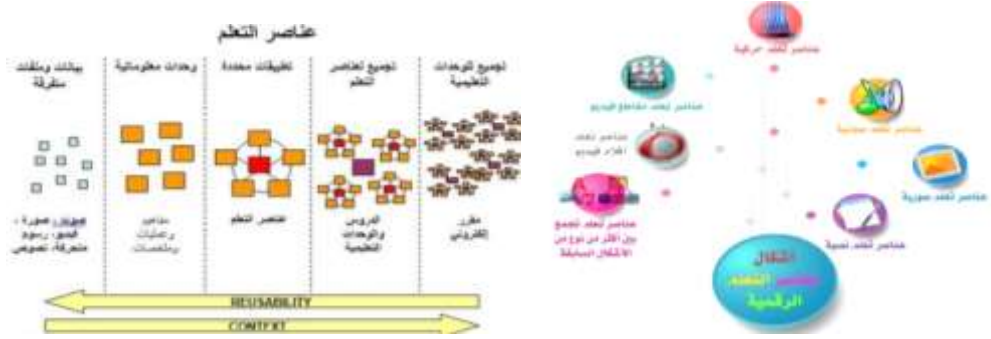 عناصر التعلم
بيانات وملفات
متفرقة
وحدات معلوماتية
تطبيقات محددة
تجميع لعناصر
التعلم
تجميع للوحدات
التعليمية
صوت، صورة،
فيديو، رسوم
متحركة، نصوص
مفاهيم
وعمليات
وملخصات
عناصر التعلم
الدروس
والوحدات
التعليمية
مقرر
إلكتروني
REUSABILITY
CONTEXT
عناصر تعلم
عناصر تعلم مقاطع فيديو
عناصر تعلم
أفلام فيديو
عناصر تعلم
عناصر تعلم صورية
عناصر تعلم نصية
عناصر تعلم تجمع
بين أكثر من نوع من
الأشكال السابقة
أشكال
عناصر التعلم
الرقمية